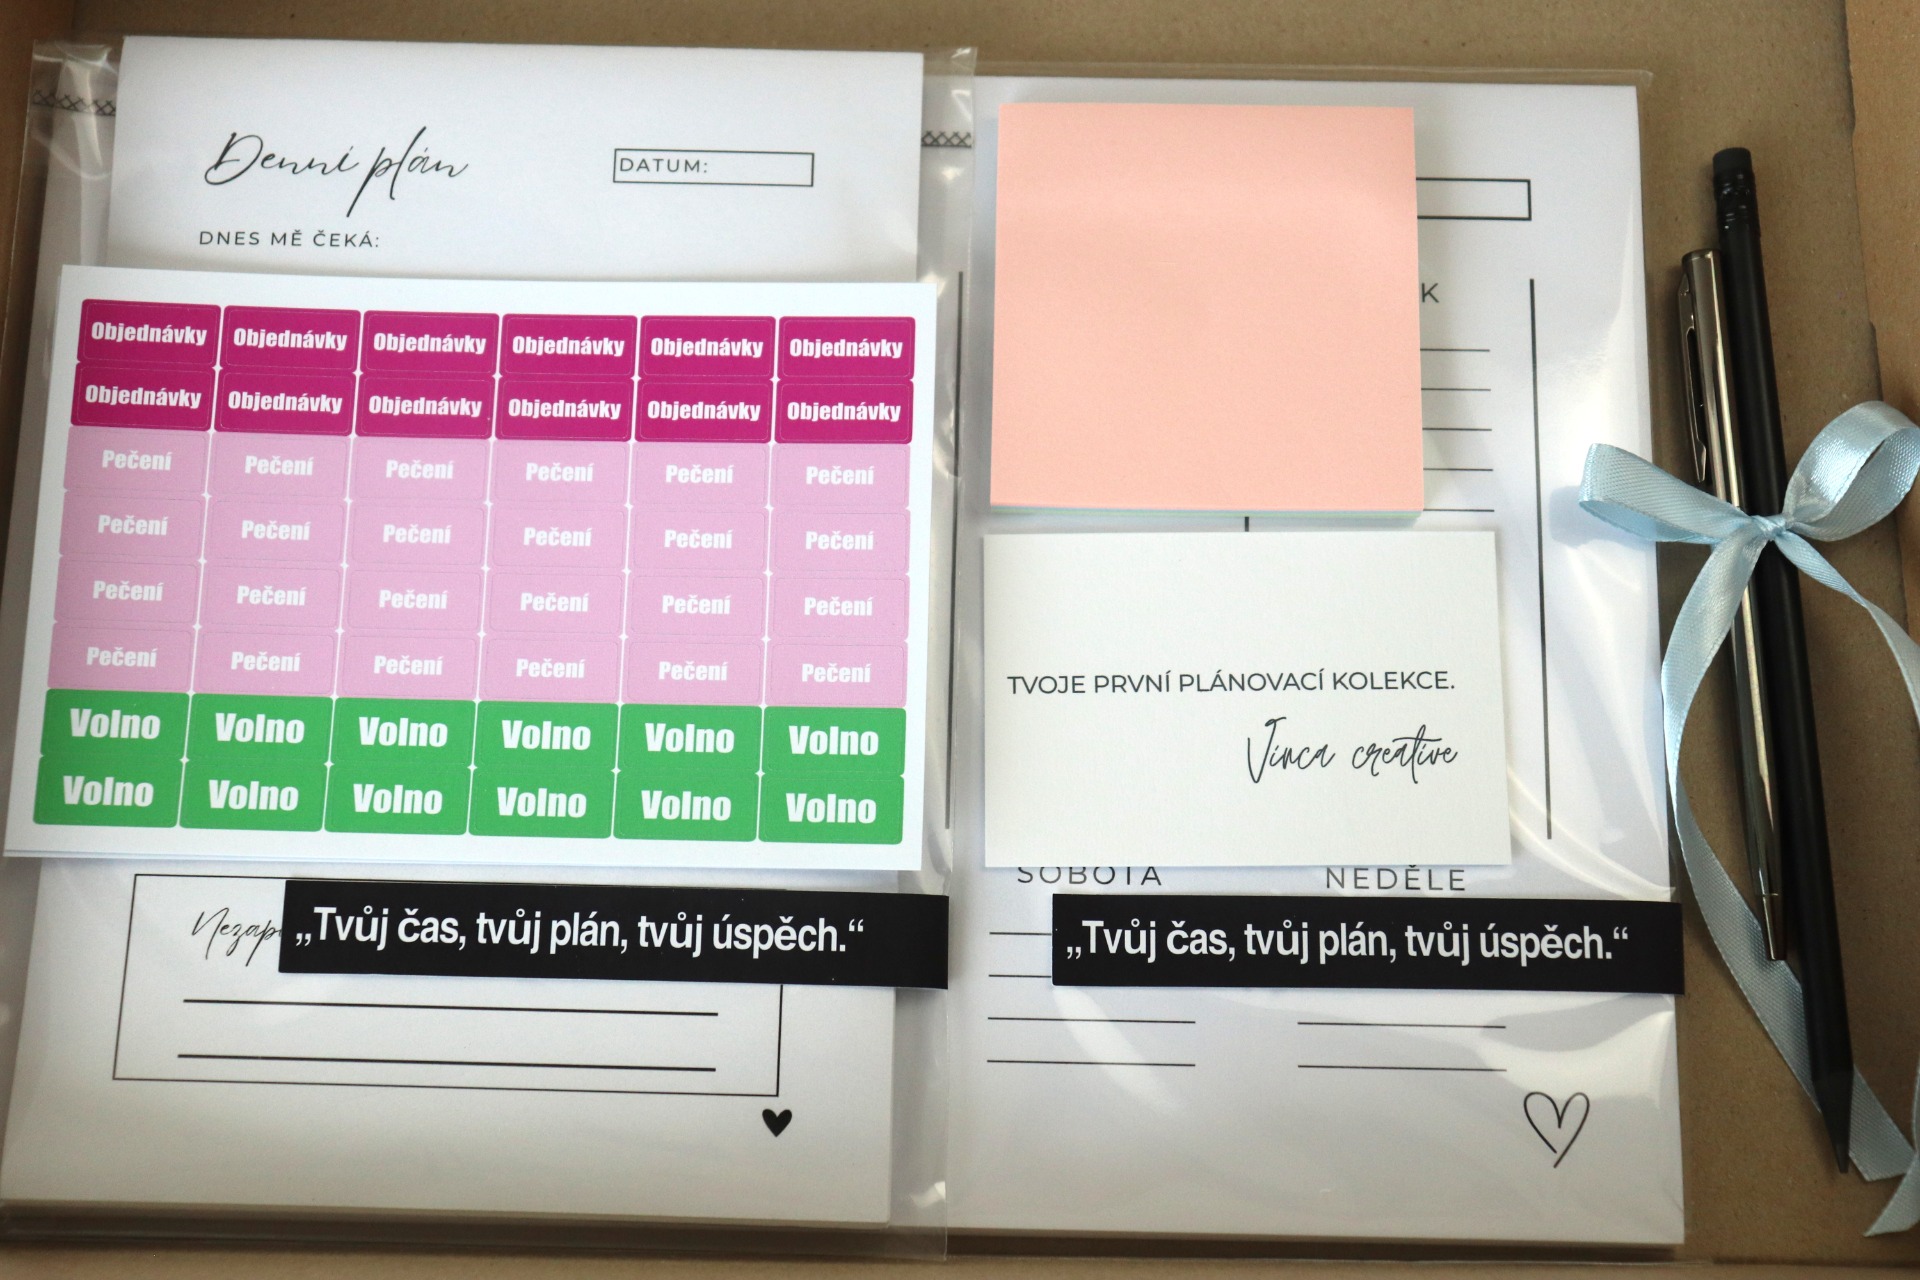 Denní plán
DATUM:
DNES MĚ ČEKÁ:
Objednávky Objednávky Objednávky Objednávky Objednávky Objednávky
Objednávky Objednávky Objednávky Objednávky Objednávky Objednávky
Pečení Pečení Pečení Pečení Pečení Pečení
Pečení Pečení Pečení Pečení Pečení Pečení
Pečení Pečení Pečení Pečení Pečení Pečení
Pečení Pečení Pečení Pečení Pečení Pečení
Volno Volno Volno Volno Volno Volno
Volno Volno Volno Volno Volno Volno
„Tvůj čas, tvůj plán, tvůj úspěch.“
K
TVOJE PRVNÍ PLÁNOVACÍ KOLEKCE.
Vinca creative
SOBOTA NEDĚLE
„Tvůj čas, tvůj plán, tvůj úspěch.“